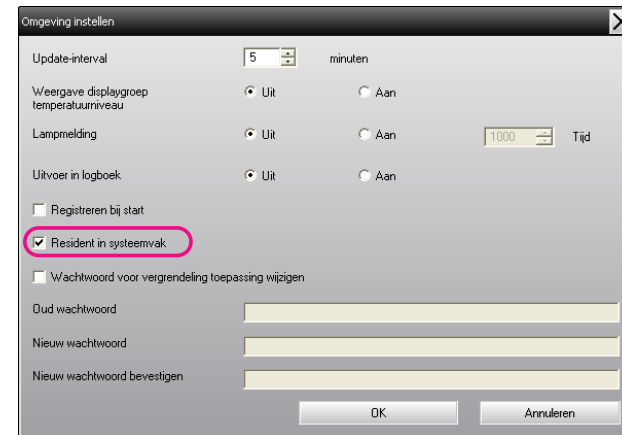 Omgeving instellen
Update-interval 5 minuten
Weergave displaygroep
temperatuurniveau Uit Aan
Lampmelding Uit Aan 1000 Tijd
Uitvoer in logboek Uit Aan
Registreren bij start
Resident in systeemvak
Wachtwoord voor vergrendeling toepassing wijzigen
Oud wachtwoord
Nieuw wachtwoord
Nieuw wachtwoord bevestigen
OK Annuleren